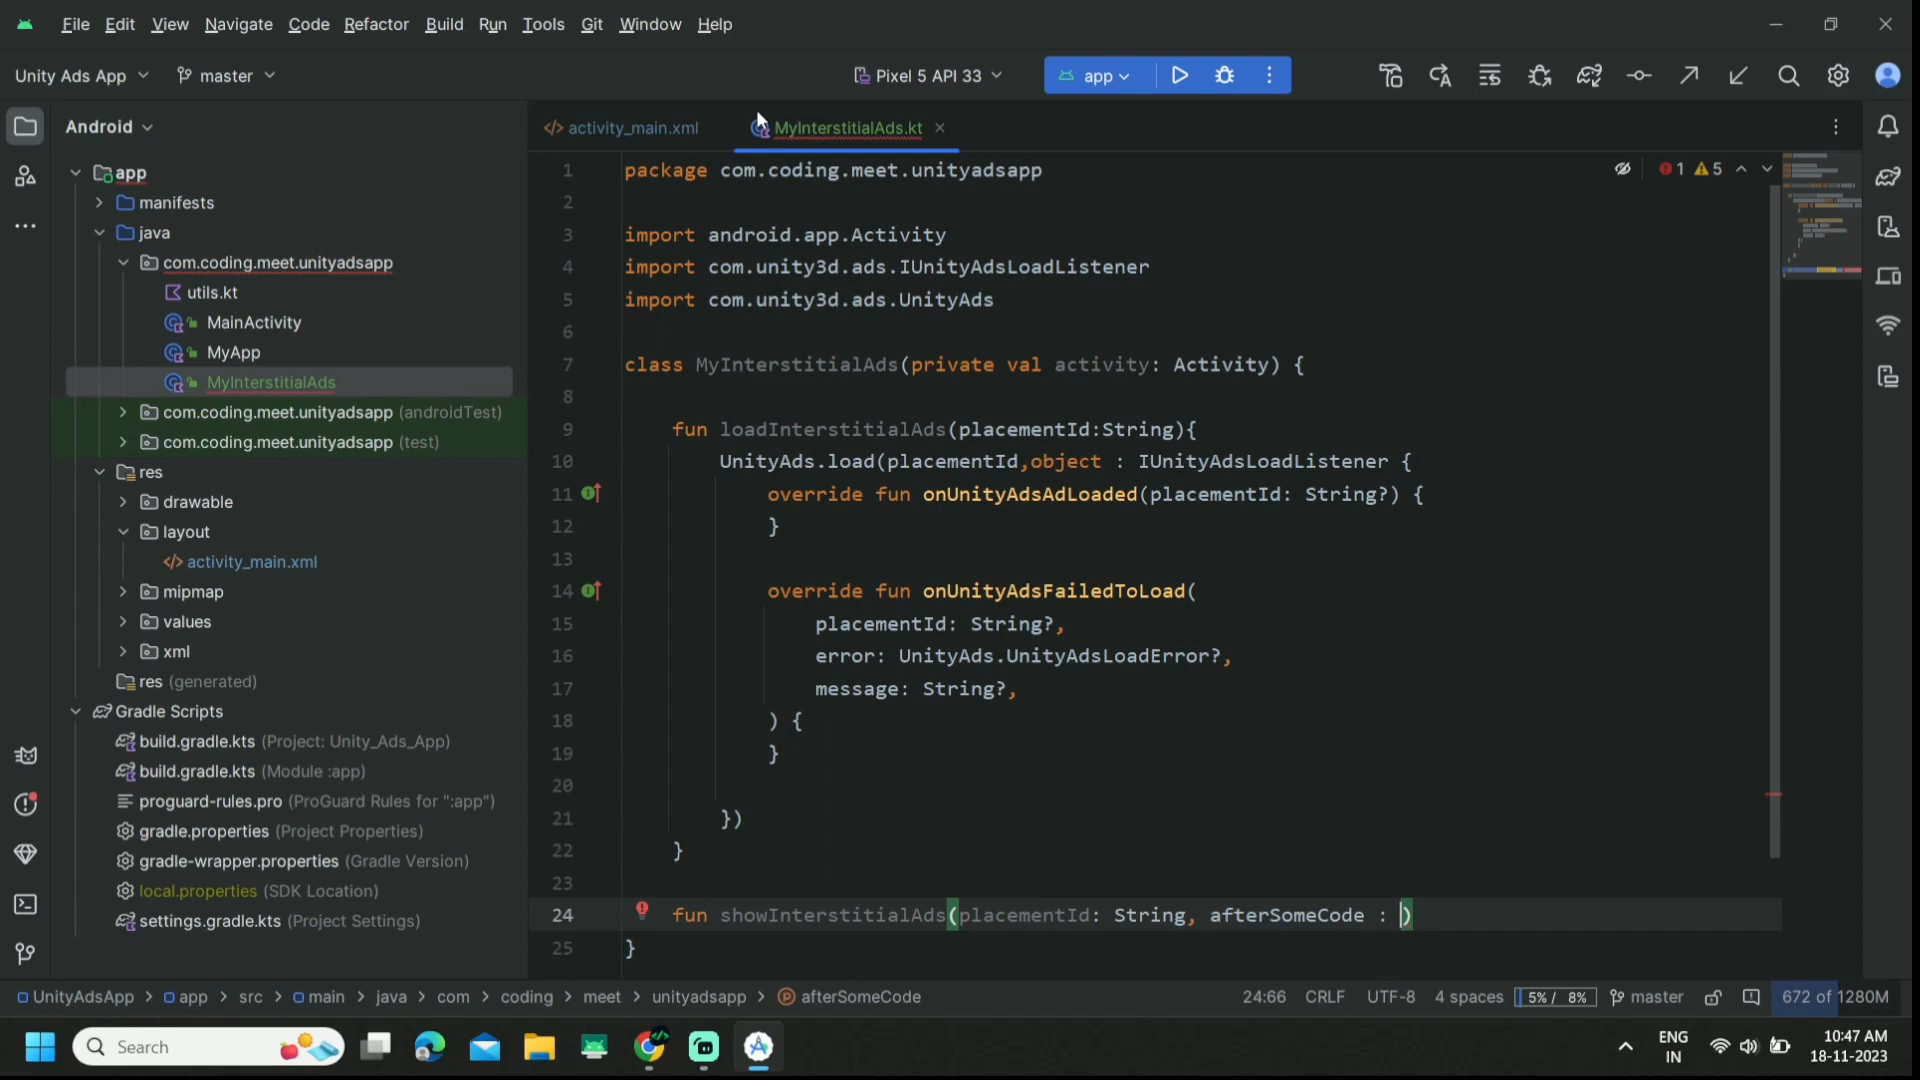 File Edit View Navigate Code Refactor Build Run Tools Git Window Help
Unity Ads App master Pixel 5 API 33 app
Android
app
manifests
java
com.coding.meet.unityadsapp
utils.kt
MainActivity
MyApp
MyInterstitialAds
com.coding.meet.unityadsapp (androidTest)
com.coding.meet.unityadsapp (test)
res
drawable
layout
activity_main.xml
mipmap
values
xml
res (generated)
Gradle Scripts
build.gradle.kts (Project: Unity_Ads_App)
build.gradle.kts (Module :app)
proguard-rules.pro (ProGuard Rules for ":app")
gradle.properties (Project Properties)
gradle-wrapper.properties (Gradle Version)
local.properties (SDK Location)
settings.gradle.kts (Project Settings)
activity_main.xml MyInterstitialAds.kt
1 5
1 package com.coding.meet.unityadsapp
2
3 import android.app.Activity
4 import com.unity3d.ads.IUnityAdsLoadListener
5 import com.unity3d.ads.UnityAds
6
7 class MyInterstitialAds(private val activity: Activity) {
8
9 fun loadInterstitialAds(placementId:String){
10 UnityAds.load(placementId,object : IUnityAdsLoadListener {
11 override fun onUnityAdsAdLoaded(placementId: String?) {
12 }
13
14 override fun onUnityAdsFailedToLoad(
15 placementId: String?,
16 error: UnityAds.UnityAdsLoadError?,
17 message: String?,
18 ) {
19 }
20
21 })
22 }
23
24 fun showInterstitialAds(placementId: String, afterSomeCode : )
25 }
UnityAdsApp > app > src > main > java > com > coding > meet > unityadsapp > afterSomeCode 24:66 CRLF UTF-8 4 spaces 5% / 8% master 672 of 1280M
Search
ENG
IN
10:47 AM
18-11-2023